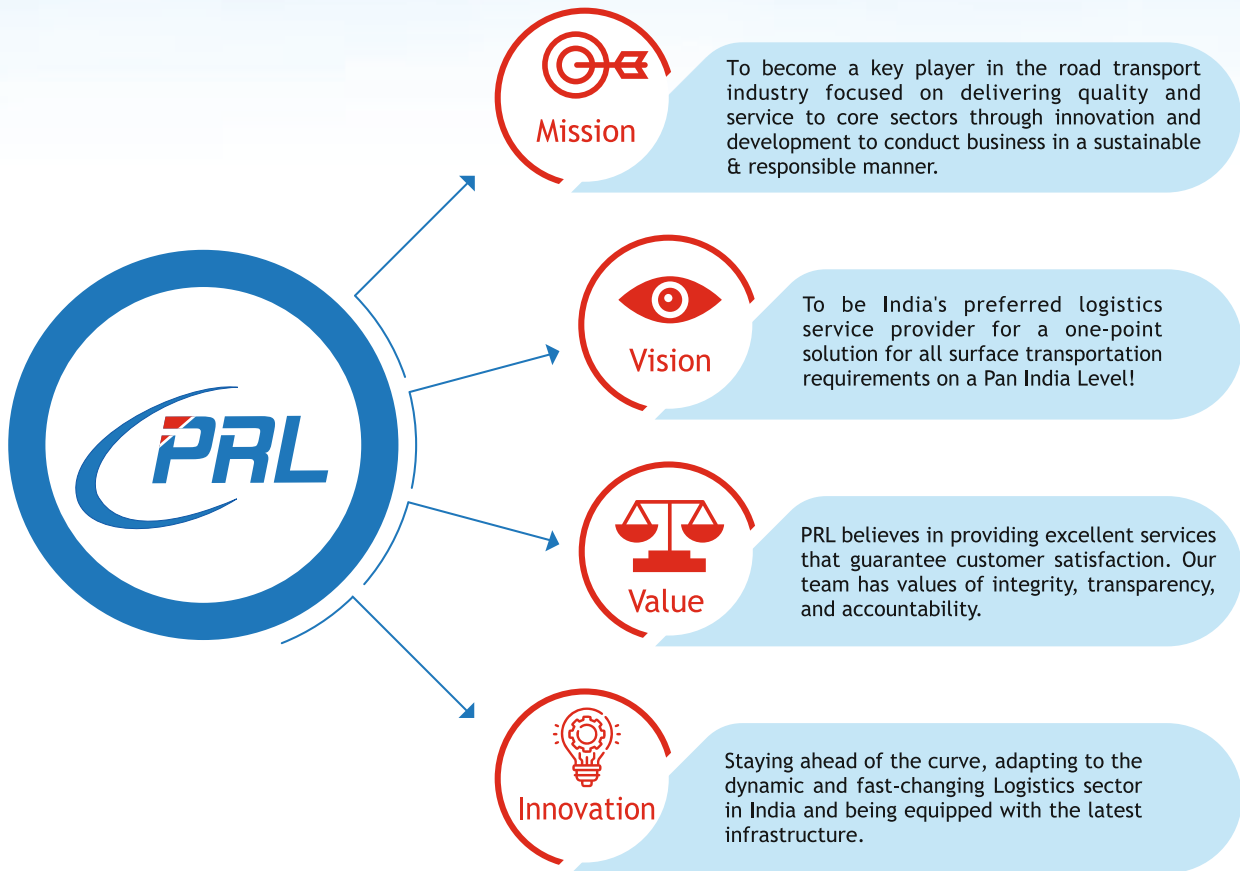 Mission
To become a key player in the road transport
industry focused on delivering quality and
service to core sectors through innovation and
development to conduct business in a sustainable
& responsible manner.
PRL
Vision
To be India's preferred logistics
service provider for a one-point
solution for all surface transportation
requirements on a Pan India Level!
Value
PRL believes in providing excellent services
that guarantee customer satisfaction. Our
team has values of integrity, transparency,
and accountability.
Innovation
Staying ahead of the curve, adapting to the
dynamic and fast-changing Logistics sector
in India and being equipped with the latest
infrastructure.